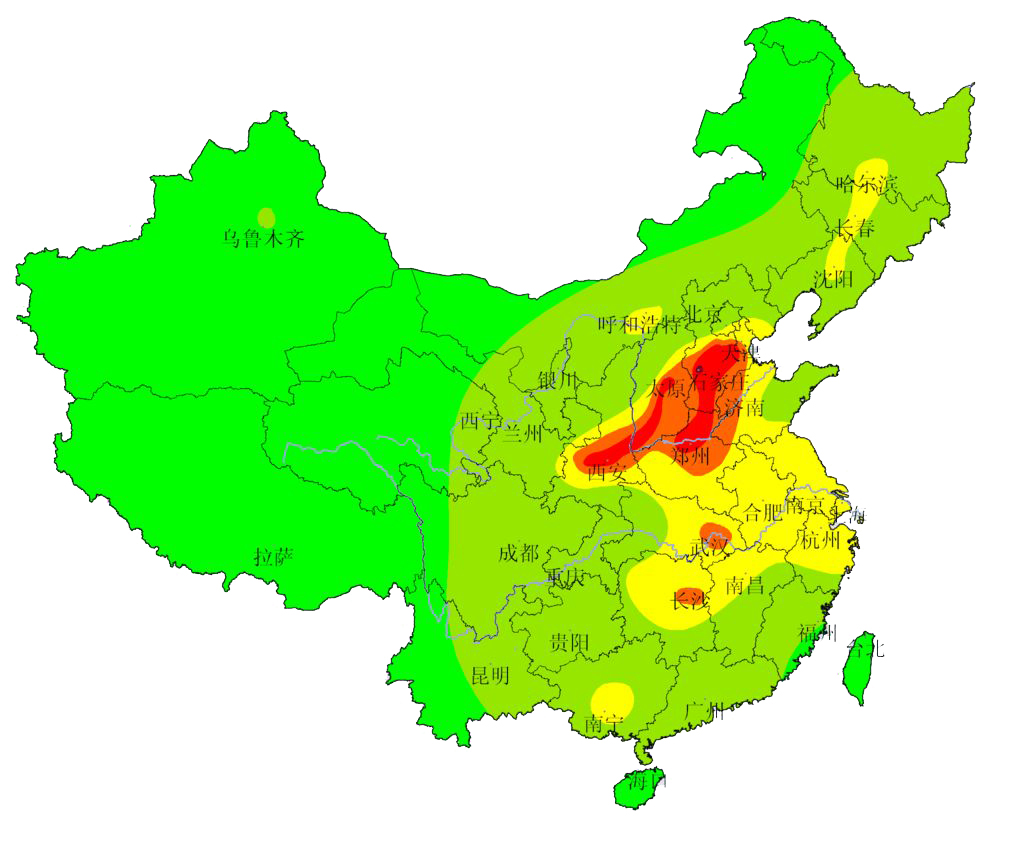 哈尔滨
长春
乌鲁木齐
沈阳
呼和浩特
北京
天津
银川
太原
石家庄
济南
西宁
兰州
郑州
西安
合肥
南京
上海
武汉
杭州
成都
拉萨
重庆
南昌
长沙
福州
贵阳
台北
昆明
广州
南宁
海口